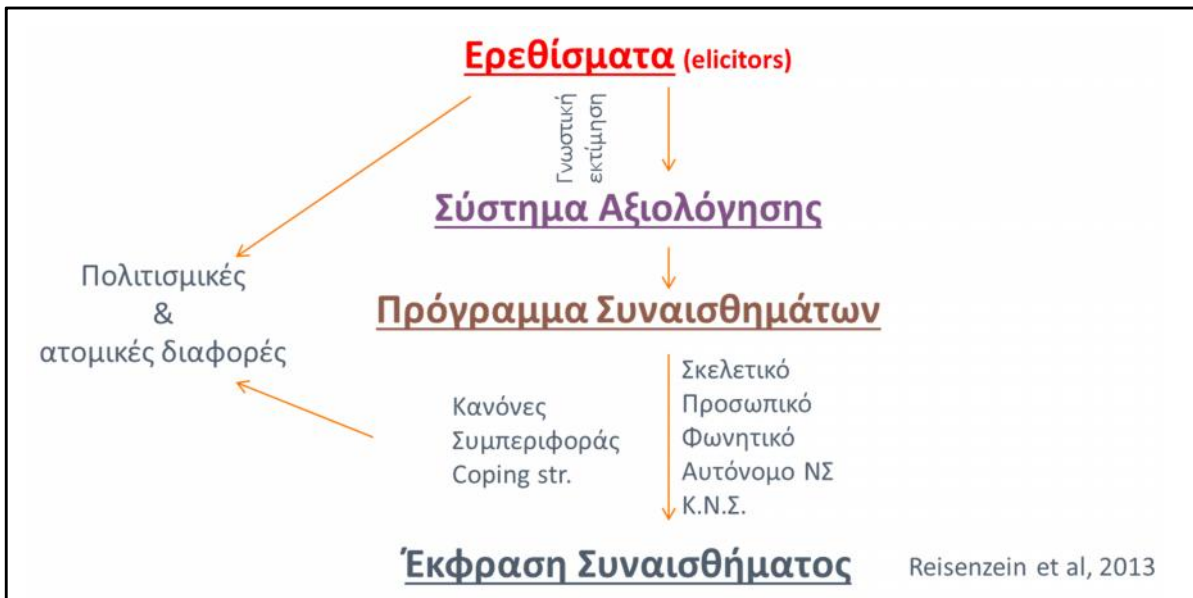 Ερεθίσματα (elicitors)
Γνωστική
εκτίμηση
Σύστημα Αξιολόγησης
Πολιτισμικές
&
ατομικές διαφορές
Πρόγραμμα Συναισθημάτων
Κανόνες
Συμπεριφοράς
Coping str.
Σκελετικό
Προσωπικό
Φωνητικό
Αυτόνομο ΝΣ
Κ.Ν.Σ.
Έκφραση Συναισθήματος
Reisenzein et al, 2013